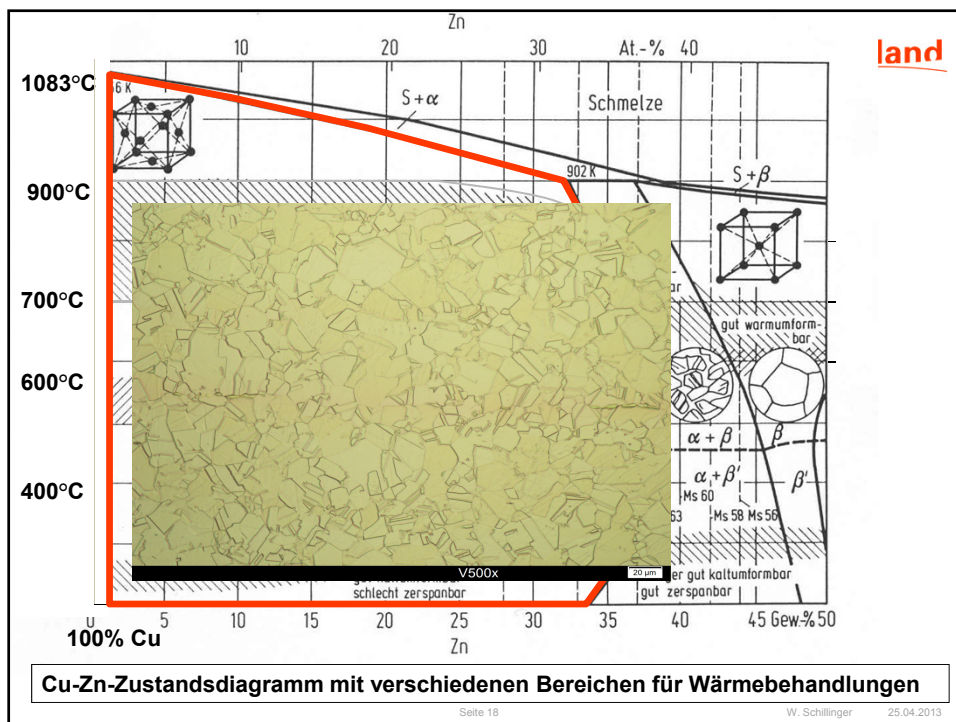 Zn
10 20 30 At.-% 40
land
1083°C
S+α
Schmelze
902 K
S+β
900°C
700°C
gut warmumform-
bar
600°C
α+β β
α+β' β'
400°C
Ms 60
63 Ms 58 Ms 56
V500x
20 µm
schlecht zerspanbar
ger gut kaltumformbar
gut zerspanbar
u 5 10 15 20 25 30 35 40 45 Gew.-% 50
100% Cu
Zn
Cu-Zn-Zustandsdiagramm mit verschiedenen Bereichen für Wärmebehandlungen
Seite 18
W. Schillinger 25.04.2013